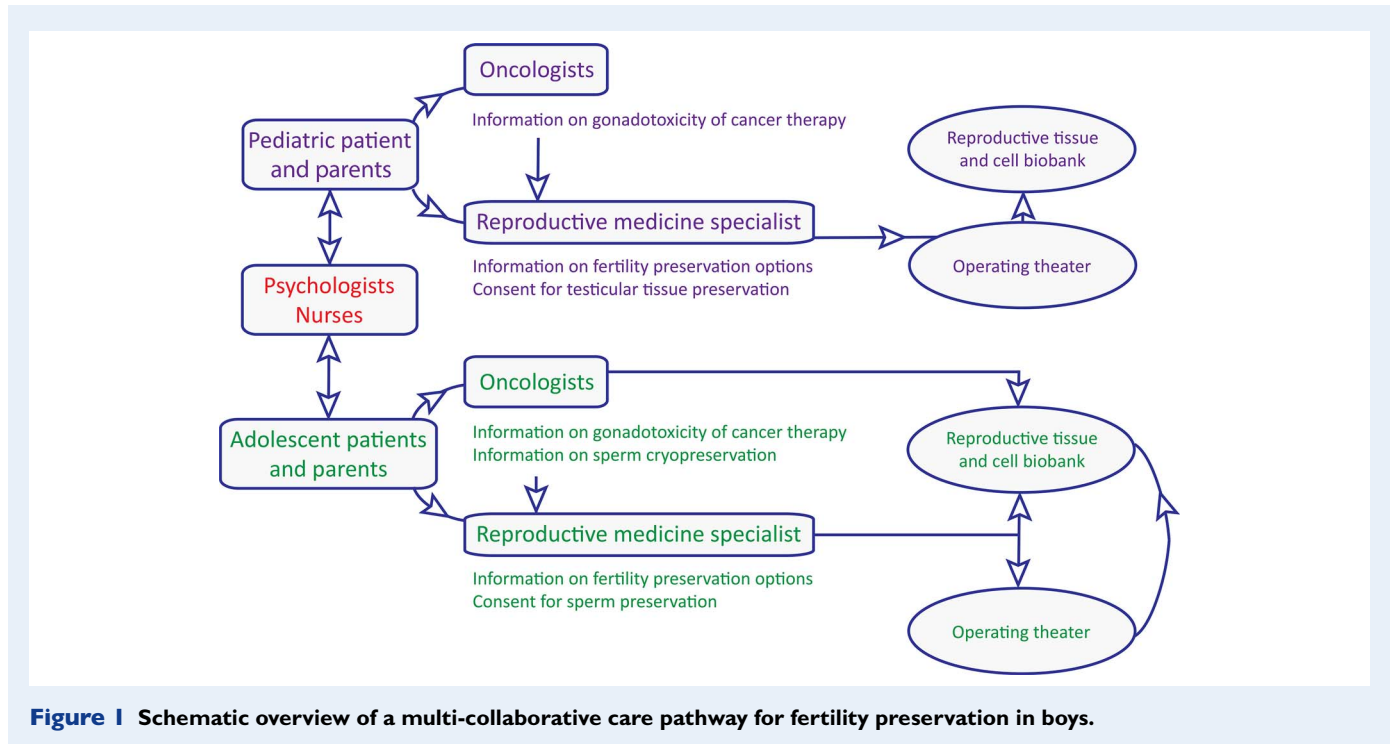 Oncologists
Information on gonadotoxicity of cancer therapy
Pediatric patient
and parents
Reproductive tissue
and cell biobank
Reproductive medicine specialist
Operating theater
Information on fertility preservation options
Consent for testicular tissue preservation
Psychologists
Nurses
Oncologists
Information on gonadotoxicity of cancer therapy
Information on sperm cryopreservation
Adolescent patients
and parents
Reproductive tissue
and cell biobank
Reproductive medicine specialist
Information on fertility preservation options
Consent for sperm preservation
Operating theater
Figure 1 Schematic overview of a multi-collaborative care pathway for fertility preservation in boys.